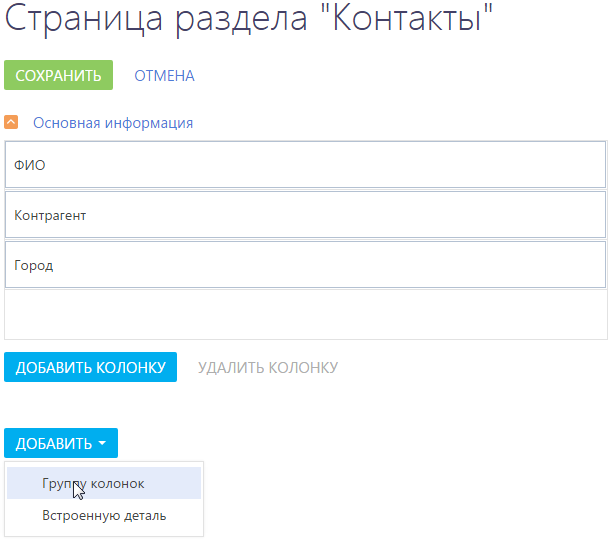 Страница раздела "Контакты"
СОХРАНИТЬ ОТМЕНА
Основная информация
ФИО
Контрагент
Город
ДОБАВИТЬ КОЛОНКУ УДАЛИТЬ КОЛОНКУ
ДОБАВИТЬ
Группу колонок
Встроенную деталь